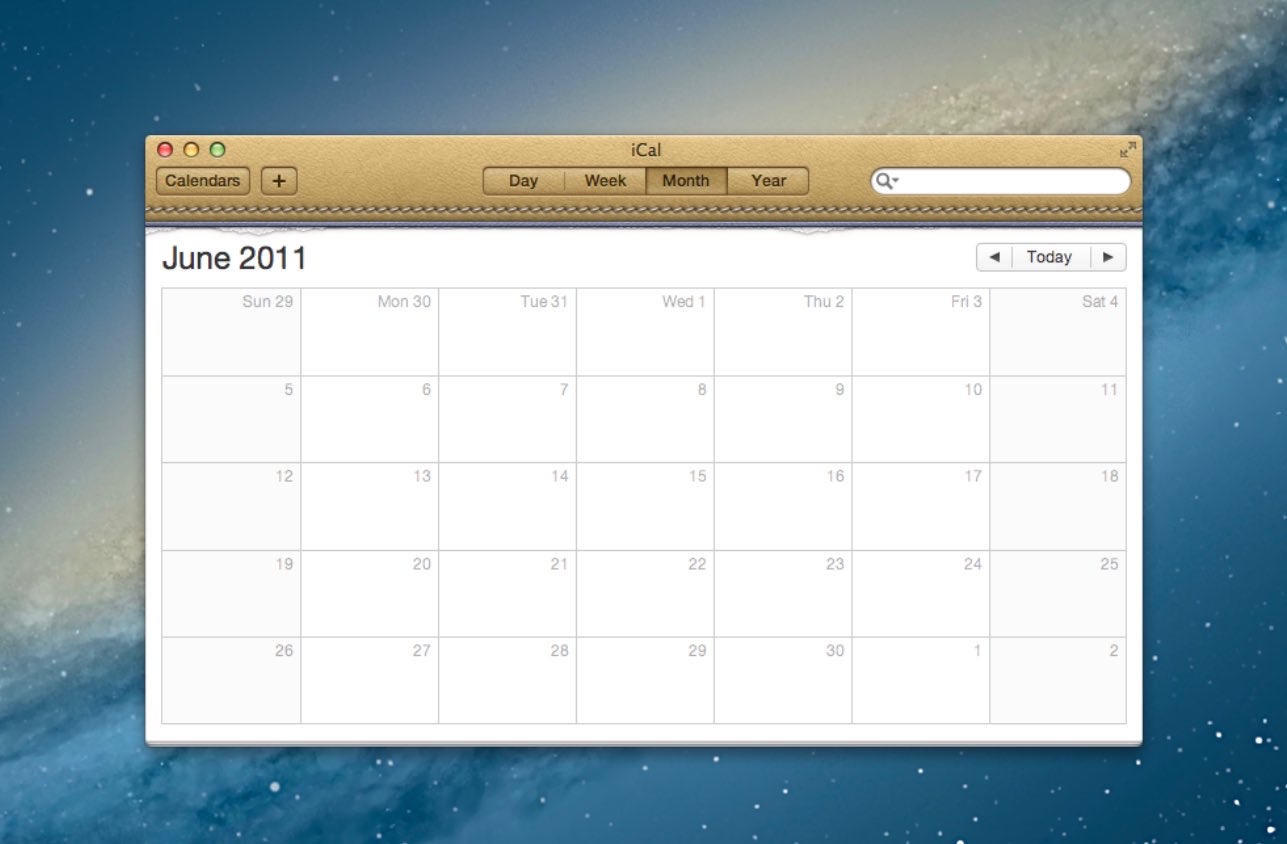 iCal
Calendars + Day Week Month Year
June 2011 Today
Sun 29 Mon 30 Tue 31 Wed 1 Thu 2 Fri 3 Sat 4
5 6 7 8 9 10 11
12 13 14 15 16 17 18
19 20 21 22 23 24 25
26 27 28 29 30 1 2